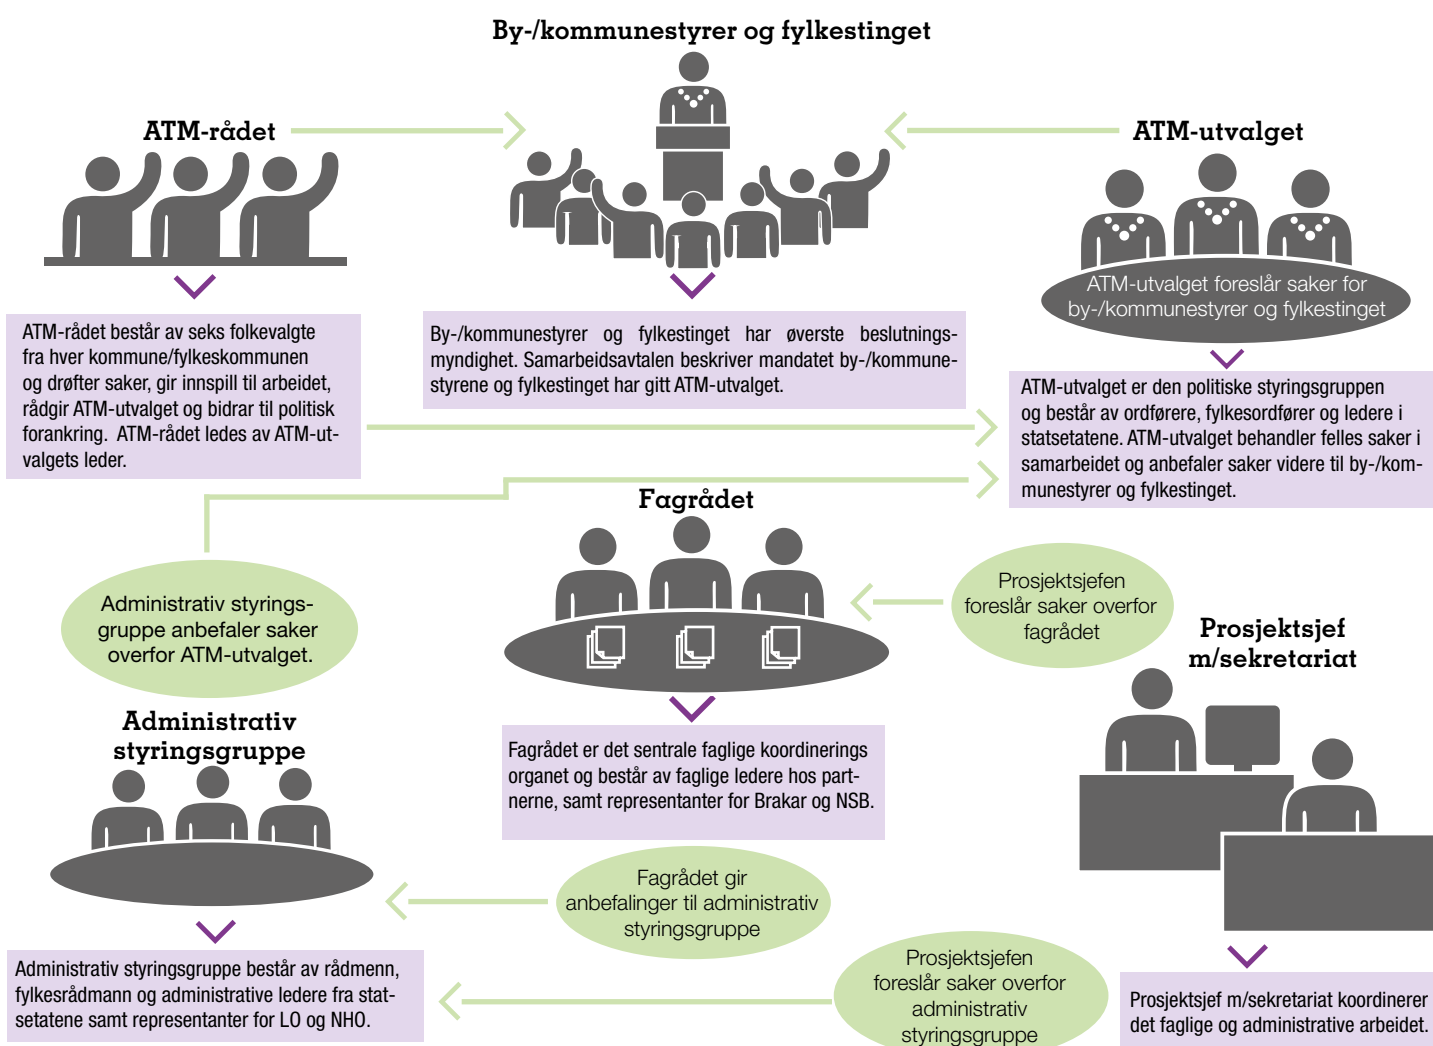 By-/kommunestyrer og fylkestinget
ATM-rådet
ATM-utvalget
ATM-utvalget foreslår saker for
by-/kommunestyrer og fylkestinget
ATM-rådet består av seks folkevalgte
fra hver kommune/fylkeskommunen
og drøfter saker, gir innspill til arbeidet,
rådgir ATM-utvalget og bidrar til politisk
forankring. ATM-rådet ledes av ATM-ut-
valgets leder.
By-/kommunestyrer og fylkestinget har øverste beslutnings-
myndighet. Samarbeidsavtalen beskriver mandatet by-/kommune-
styrene og fylkestinget har gitt ATM-utvalget.
ATM-utvalget er den politiske styringsgruppen
og består av ordførere, fylkesordfører og ledere i
statsetatene. ATM-utvalget behandler felles saker i
samarbeidet og anbefaler saker videre til by-/kom-
munestyrer og fylkestinget.
Fagrådet
Administrativ styrings-
gruppe anbefaler saker
overfor ATM-utvalget.
Prosjektsjefen
foreslår saker overfor
fagrådet
Prosjektsjef
m/sekretariat
Administrativ
styringsgruppe
Fagrådet er det sentrale faglige koordinerings
organet og består av faglige ledere hos part-
nerne, samt representanter for Brakar og NSB.
Fagrådet gir
anbefalinger til administrativ
styringsgruppe
Administrativ styringsgruppe består av rådmenn,
fylkesrådmann og administrative ledere fra stat-
setatene samt representanter for LO og NHO.
Prosjektsjefen
foreslår saker overfor
administrativ
styringsgruppe
Prosjektsjef m/sekretariat koordinerer
det faglige og administrative arbeidet.